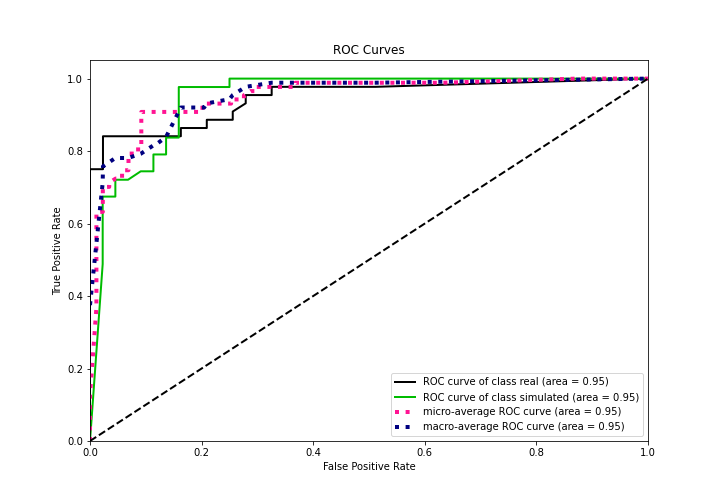 ROC Curves
True Positive Rate
1.0
0.8
0.6
0.4
0.2
0.0
ROC curve of class real (area = 0.95)
ROC curve of class simulated (area = 0.95)
micro-average ROC curve (area = 0.95)
macro-average ROC curve (area = 0.95)
0.0 0.2 0.4 0.6 0.8 1.0
False Positive Rate